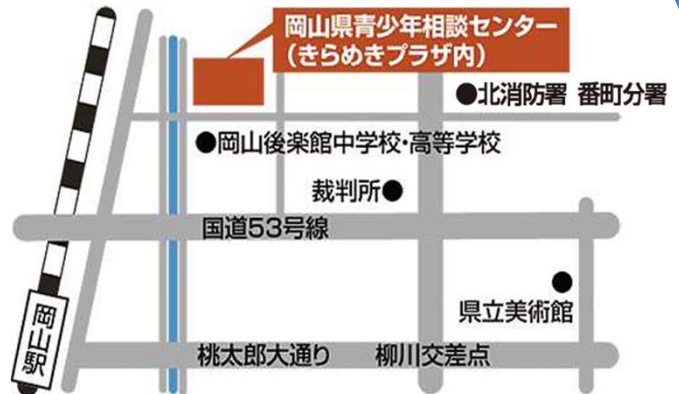 岡山県青少年相談センター
(きらめきプラザ内)
●北消防署 番町分署
●岡山後楽館中学校・高等学校
裁判所●
国道53号線
県立美術館
岡山駅
桃太郎大通り
柳川交差点